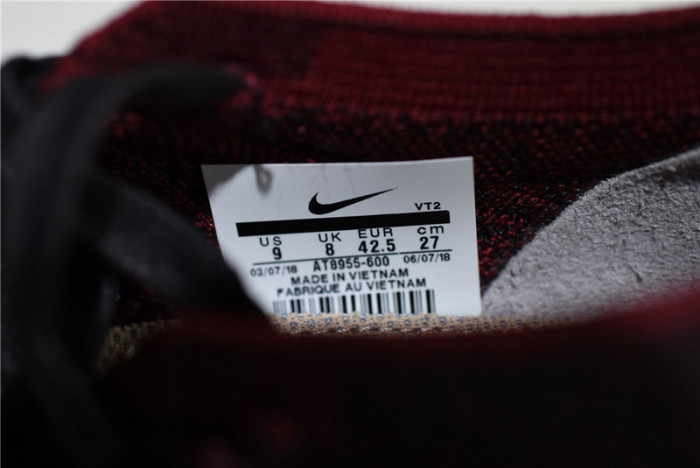 VT2
US UK EUR cm
9 8 42.5 27
03/07/18 AT8955-600 06/07/18
MADE IN VIETNAM
FABRIQUE AU VIETNAM